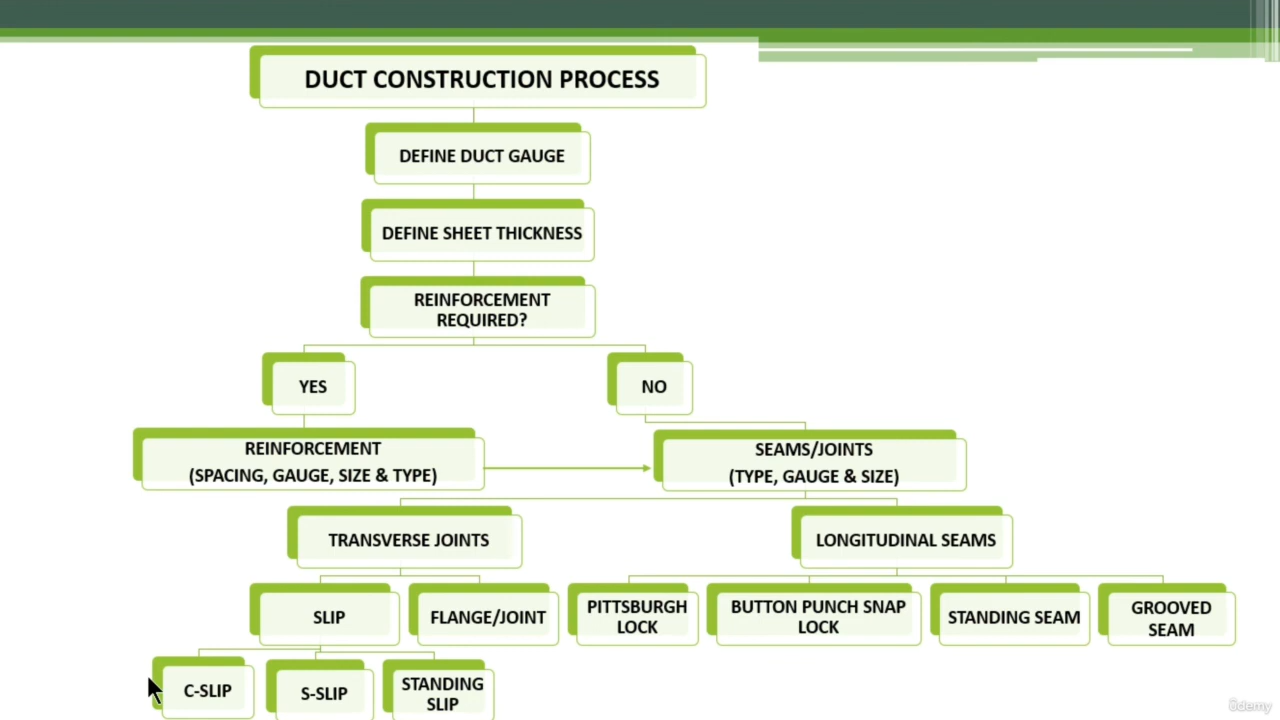 DUCT CONSTRUCTION PROCESS
DEFINE DUCT GAUGE
DEFINE SHEET THICKNESS
REINFORCEMENT
REQUIRED?
YES
NO
REINFORCEMENT
(SPACING, GAUGE, SIZE & TYPE)
SEAMS/JOINTS
(TYPE, GAUGE & SIZE)
TRANSVERSE JOINTS
LONGITUDINAL SEAMS
SLIP
FLANGE/JOINT
PITTSBURGH
LOCK
BUTTON PUNCH SNAP
LOCK
STANDING SEAM
GROOVED
SEAM
C-SLIP
S-SLIP
STANDING
SLIP
ûdemy